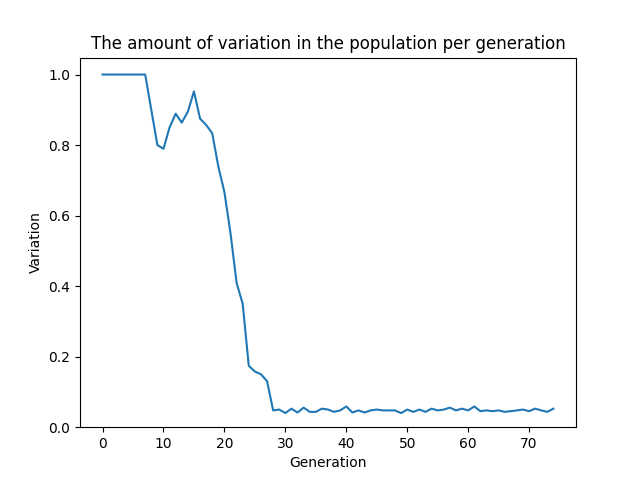 The amount of variation in the population per generation
1.0
0.8
0.6
0.4
0.2
0.0
Variation
0 10 20 30 40 50 60 70
Generation